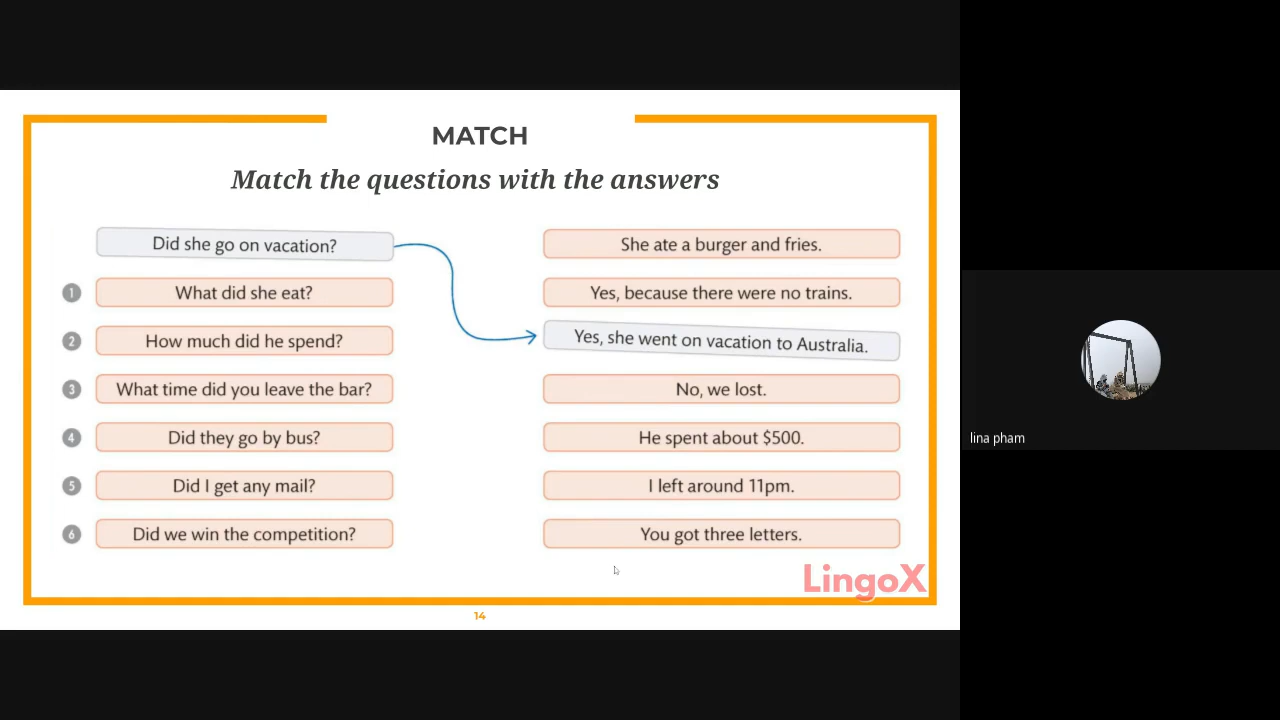 MATCH
Match the questions with the answers
Did she go on vacation?
1 What did she eat?
2 How much did he spend?
3 What time did you leave the bar?
4 Did they go by bus?
5 Did I get any mail?
6 Did we win the competition?
She ate a burger and fries.
Yes, because there were no trains.
Yes, she went on vacation to Australia.
No, we lost.
He spent about $500.
I left around 11pm.
You got three letters.
LingoX
14
lina pham